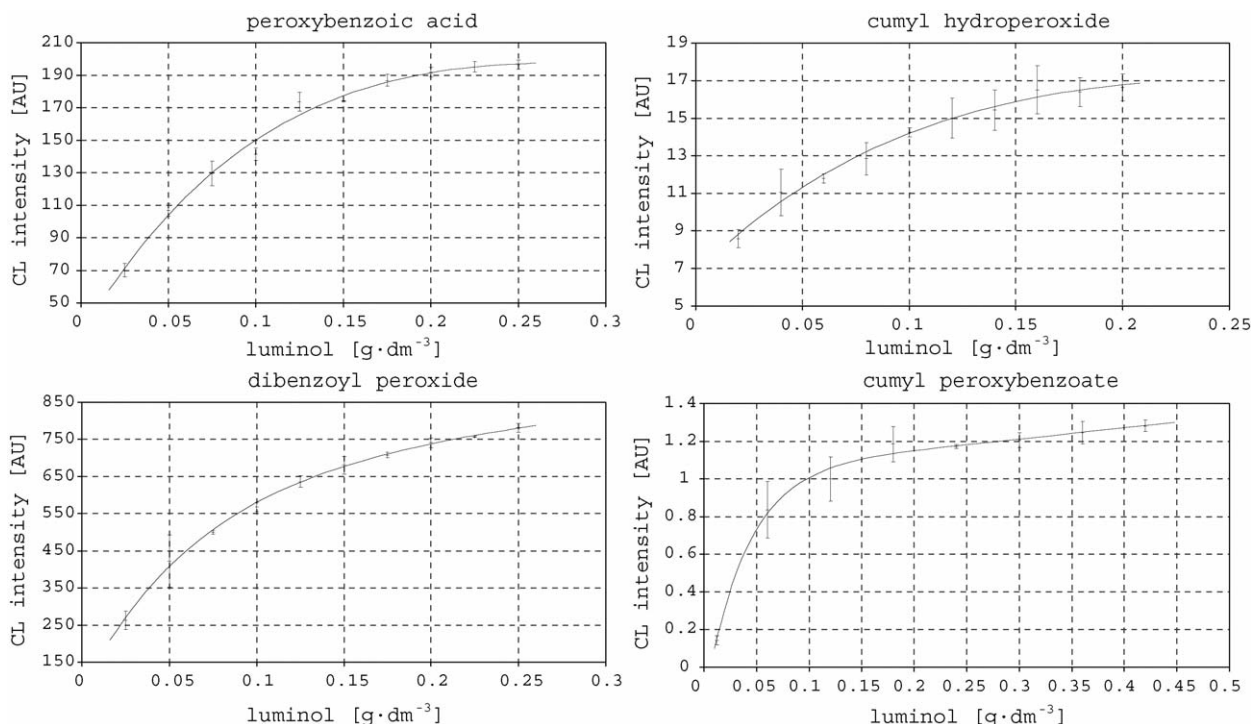 peroxybenzoic acid
CL intensity [AU]
210
190
170
150
130
110
90
70
50
0 0.05 0.1 0.15 0.2 0.25 0.3
luminol [g·dm⁻³]
cumyl hydroperoxide
CL intensity [AU]
19
17
15
13
11
9
7
5
0 0.05 0.1 0.15 0.2 0.25
luminol [g·dm⁻³]
dibenzoyl peroxide
CL intensity [AU]
850
750
650
550
450
350
250
150
0 0.05 0.1 0.15 0.2 0.25 0.3
luminol [g·dm⁻³]
cumyl peroxybenzoate
CL intensity [AU]
1.4
1.2
1
0.8
0.6
0.4
0.2
0
0 0.05 0.1 0.15 0.2 0.25 0.3 0.35 0.4 0.45 0.5
luminol [g·dm⁻³]